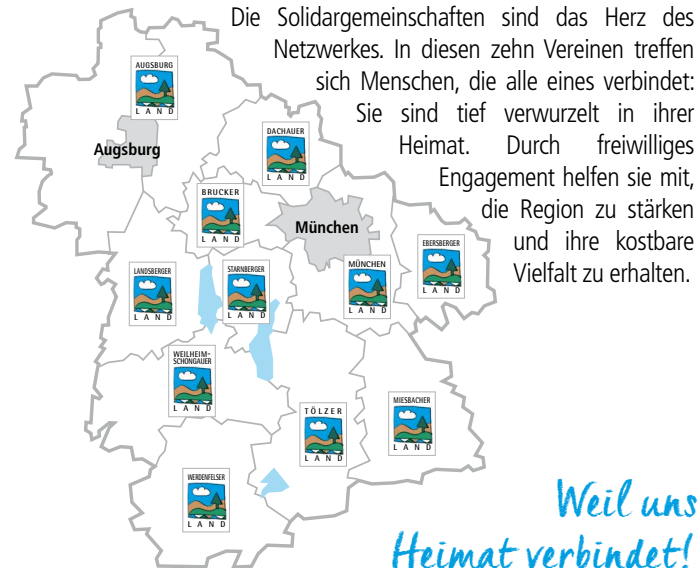 Die Solidargemeinschaften sind das Herz des
Netzwerkes. In diesen zehn Vereinen treffen
sich Menschen, die alle eines verbindet:
Sie sind tief verwurzelt in ihrer
Heimat. Durch freiwilliges
Engagement helfen sie mit,
die Region zu stärken
und ihre kostbare
Vielfalt zu erhalten.
AUGSBURG
LAND
Augsburg
DACHAUER
LAND
BRUCKER
LAND
München
EBERSBERGER
LAND
LANDSBERGER
LAND
STARNBERGER
LAND
MÜNCHEN
LAND
WEILHEIM-
SCHONGAUER
LAND
TÖLZER
LAND
MIESBACHER
LAND
WERDENFELSER
LAND
Weil uns
Heimat verbindet!